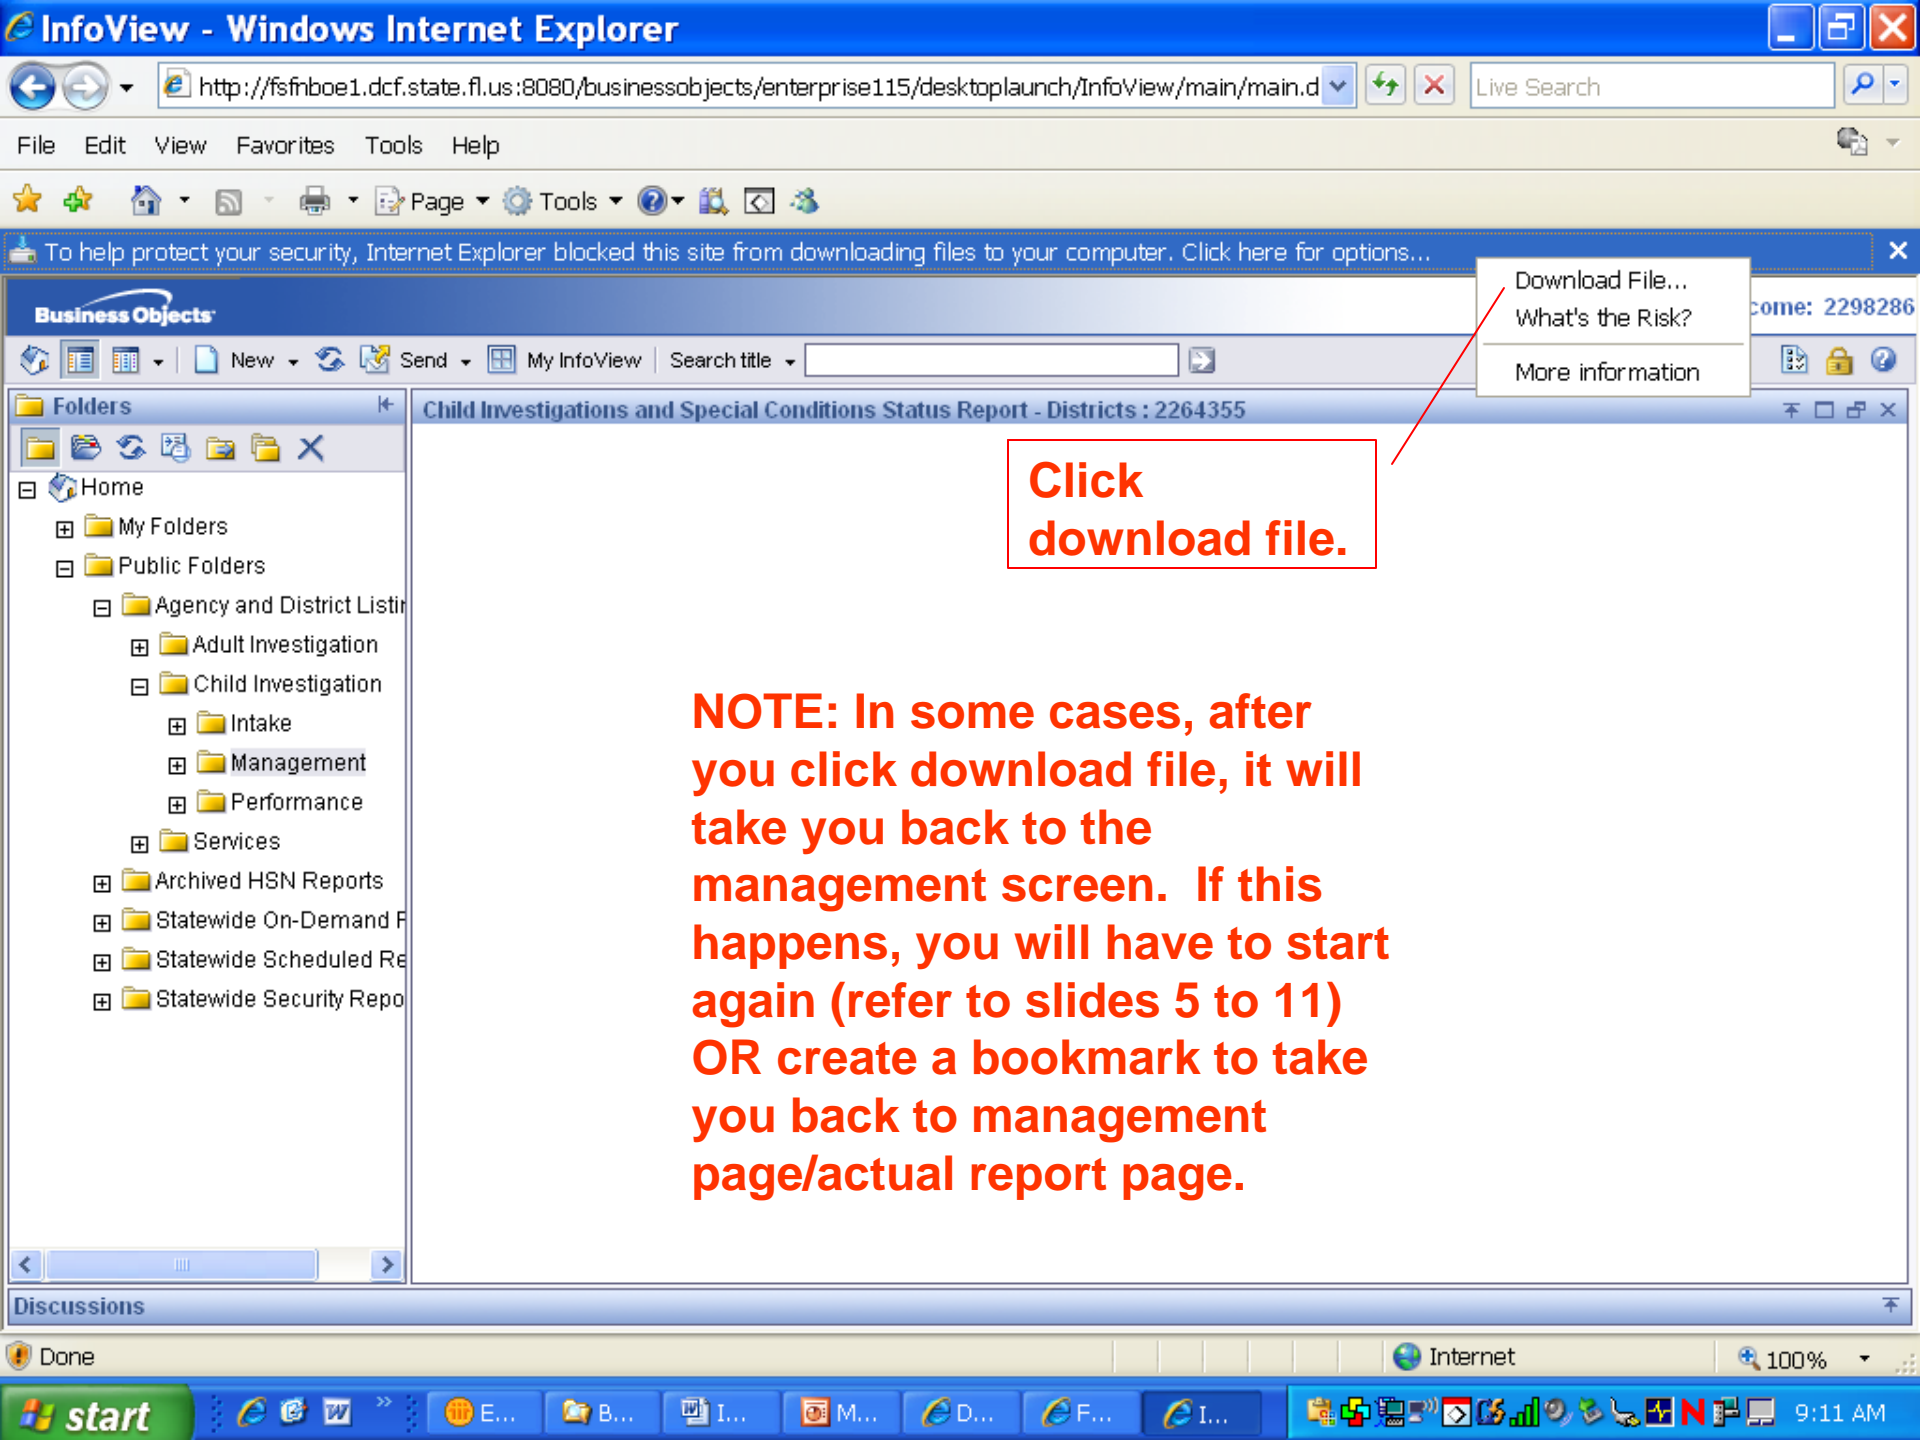 InfoView - Windows Internet Explorer
http://fsfnboe1.dcf.state.fl.us:8080/businessobjects/enterprise115/desktoplaunch/InfoView/main/main.d
Live Search
File Edit View Favorites Tools Help
Page Tools
To help protect your security, Internet Explorer blocked this site from downloading files to your computer. Click here for options...
Download File...
What's the Risk?
More information
Business Objects
come: 2298286
New Send My InfoView Search title
Folders
Child Investigations and Special Conditions Status Report - Districts : 2264355
Home
My Folders
Public Folders
Agency and District Listin
Adult Investigation
Child Investigation
Intake
Management
Performance
Services
Archived HSN Reports
Statewide On-Demand R
Statewide Scheduled Re
Statewide Security Repo
Click
download file.
NOTE: In some cases, after
you click download file, it will
take you back to the
management screen.  If this
happens, you will have to start
again (refer to slides 5 to 11)
OR create a bookmark to take
you back to management
page/actual report page.
Discussions
Done
Internet
100%
start
E...
B...
I...
M...
D...
F...
I...
9:11 AM